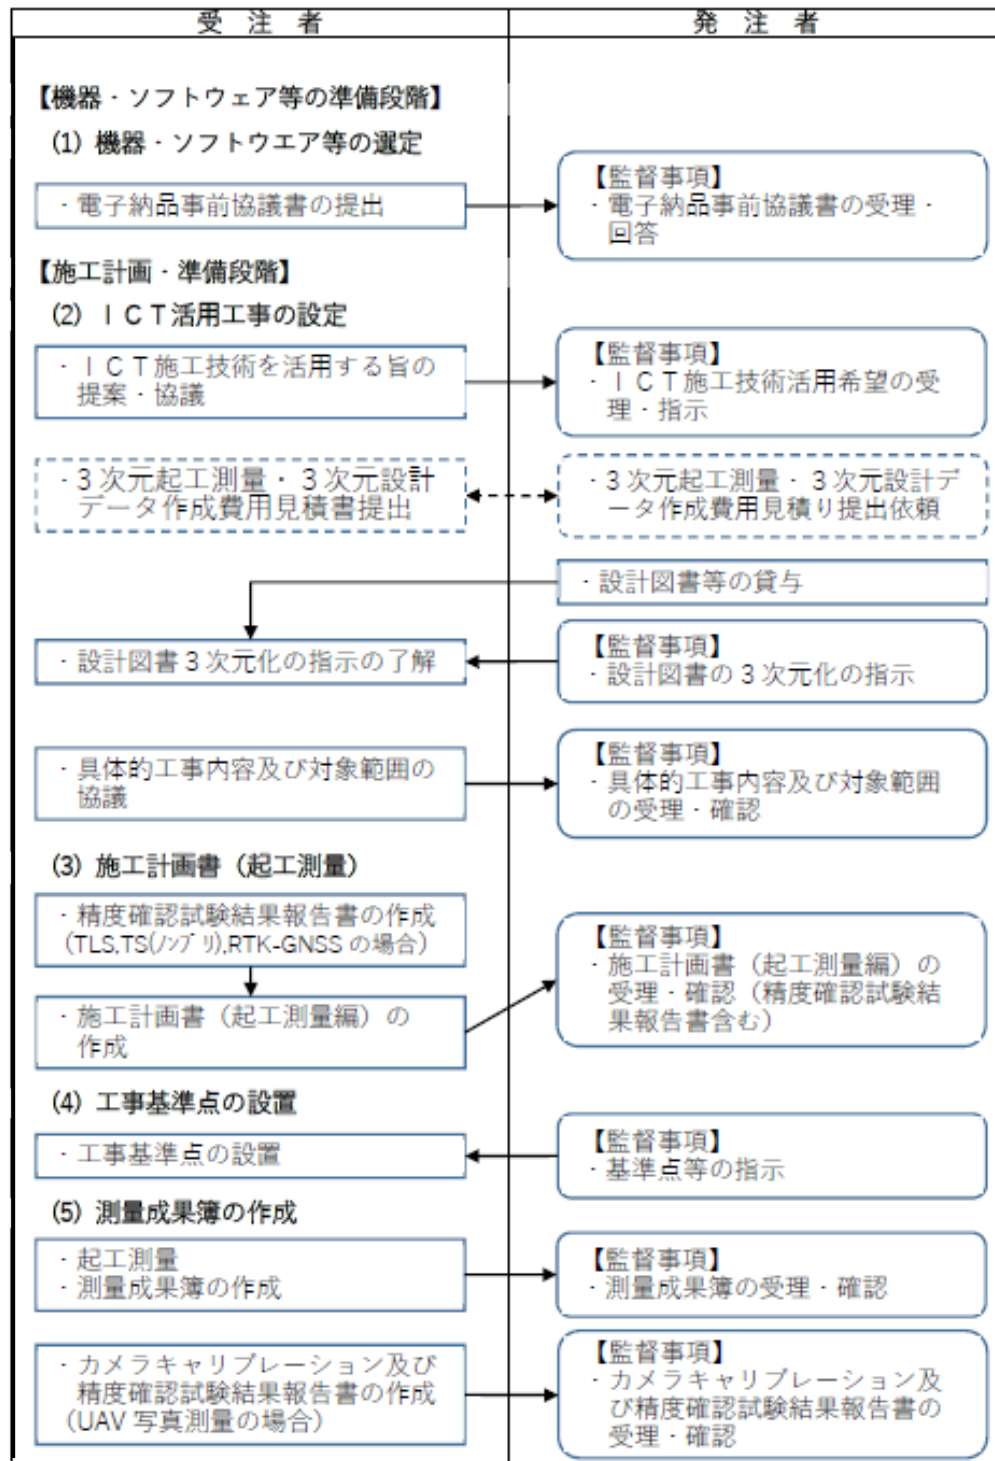 受 注 者
発 注 者
【機器・ソフトウェア等の準備段階】
(1) 機器・ソフトウエア等の選定
・電子納品事前協議書の提出
【監督事項】
・電子納品事前協議書の受理・
回答
【施工計画・準備段階】
(2) ＩＣＴ活用工事の設定
・ＩＣＴ施工技術を活用する旨の
提案・協議
【監督事項】
・ＩＣＴ施工技術活用希望の受
理・指示
・３次元起工測量・３次元設計
データ作成費用見積書提出
・３次元起工測量・３次元設計デ
ータ作成費用見積り提出依頼
・設計図書等の貸与
・設計図書３次元化の指示の了解
【監督事項】
・設計図書の３次元化の指示
・具体的工事内容及び対象範囲の
協議
【監督事項】
・具体的工事内容及び対象範囲
の受理・確認
(3) 施工計画書（起工測量）
・精度確認試験結果報告書の作成
（TLS,TS(ﾉﾝﾌﾟﾘ),RTK-GNSS の場合）
・施工計画書（起工測量編）の
作成
【監督事項】
・施工計画書（起工測量編）の
受理・確認（精度確認試験結
果報告書含む）
(4) 工事基準点の設置
・工事基準点の設置
【監督事項】
・基準点等の指示
(5) 測量成果簿の作成
・起工測量
・測量成果簿の作成
【監督事項】
・測量成果簿の受理・確認
・カメラキャリブレーション及び
精度確認試験結果報告書の作成
（UAV 写真測量の場合）
【監督事項】
・カメラキャリブレーション及
び精度確認試験結果報告書の
受理・確認